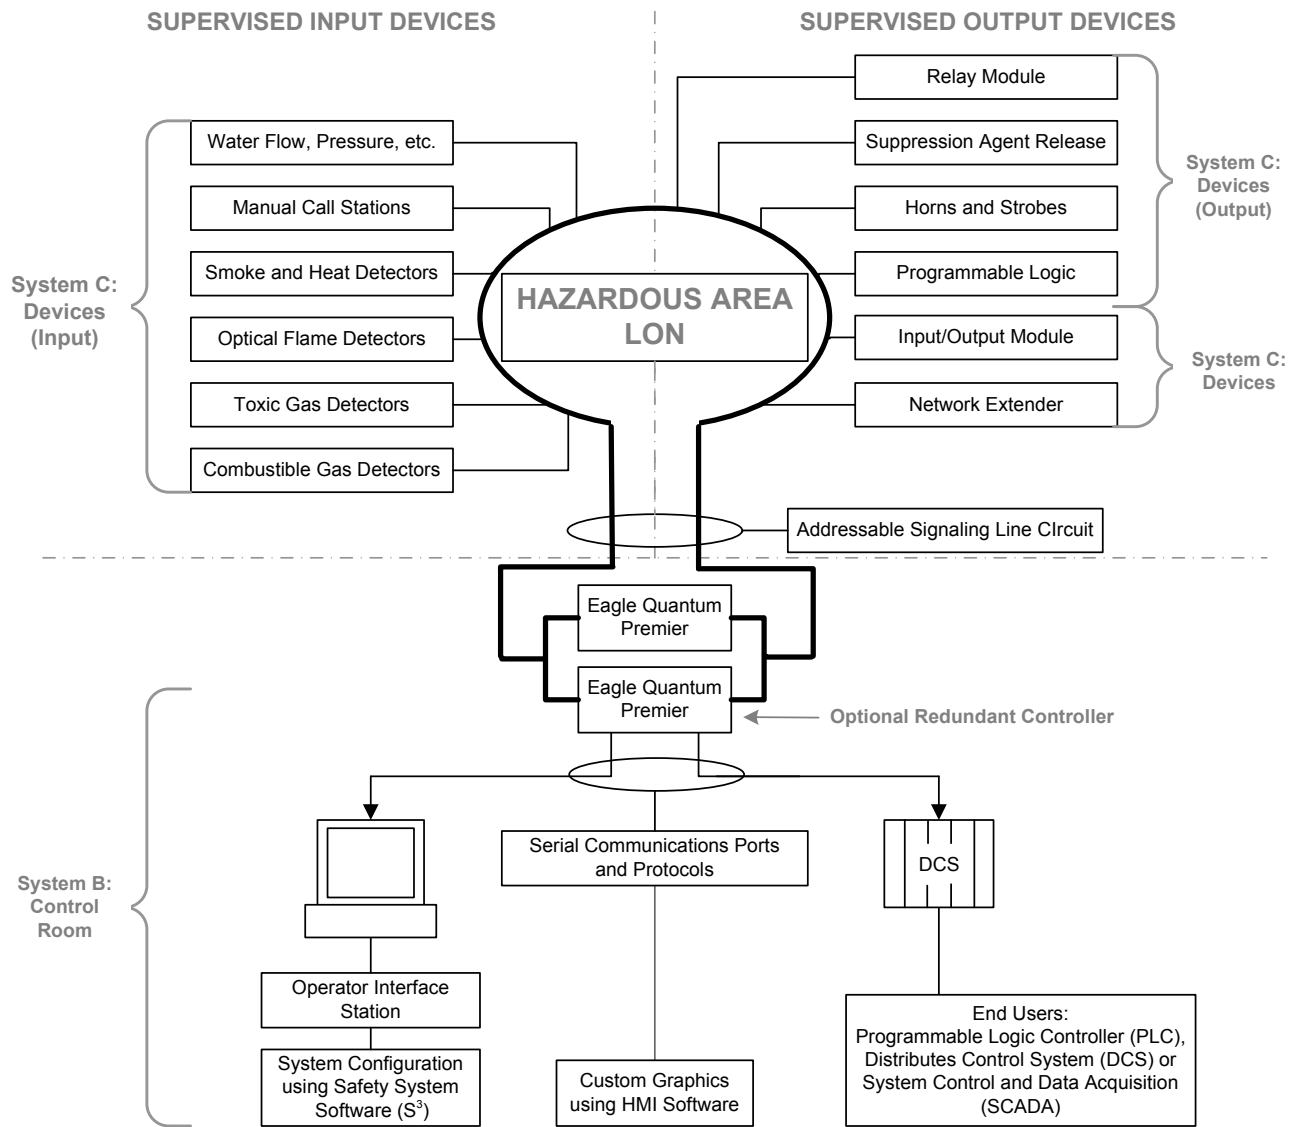 SUPERVISED INPUT DEVICES
SUPERVISED OUTPUT DEVICES
Water Flow, Pressure, etc.
Manual Call Stations
Smoke and Heat Detectors
Optical Flame Detectors
Toxic Gas Detectors
Combustible Gas Detectors
System C:
Devices
(Input)
HAZARDOUS AREA
LON
Relay Module
Suppression Agent Release
Horns and Strobes
Programmable Logic
Input/Output Module
Network Extender
System C:
Devices
(Output)
System C:
Devices
Addressable Signaling Line CIrcuit
Eagle Quantum
Premier
Eagle Quantum
Premier
Optional Redundant Controller
System B:
Control
Room
Serial Communications Ports
and Protocols
DCS
Operator Interface
Station
System Configuration
using Safety System
Software (S³)
Custom Graphics
using HMI Software
End Users:
Programmable Logic Controller (PLC),
Distributes Control System (DCS) or
System Control and Data Acquisition
(SCADA)